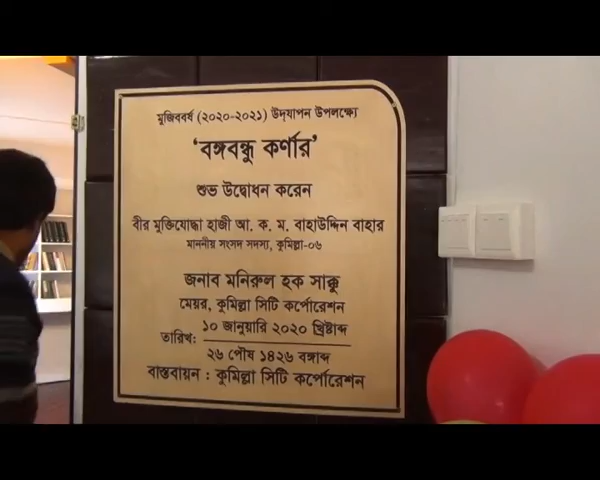 মুজিববর্ষ (২০২০-২০২১) উদ্‌যাপন উপলক্ষ্যে
‘বঙ্গবন্ধু কর্ণার’
শুভ উদ্বোধন করেন
বীর মুক্তিযোদ্ধা হাজী আ. ক. ম. বাহাউদ্দিন বাহার
মাননীয় সংসদ সদস্য, কুমিল্লা-০৬
জনাব মনিরুল হক সাক্কু
মেয়র, কুমিল্লা সিটি কর্পোরেশন
তারিখ: ১০ জানুয়ারি ২০২০ খ্রিষ্টাব্দ
২৬ পৌষ ১৪২৬ বঙ্গাব্দ
বাস্তবায়ন : কুমিল্লা সিটি কর্পোরেশন